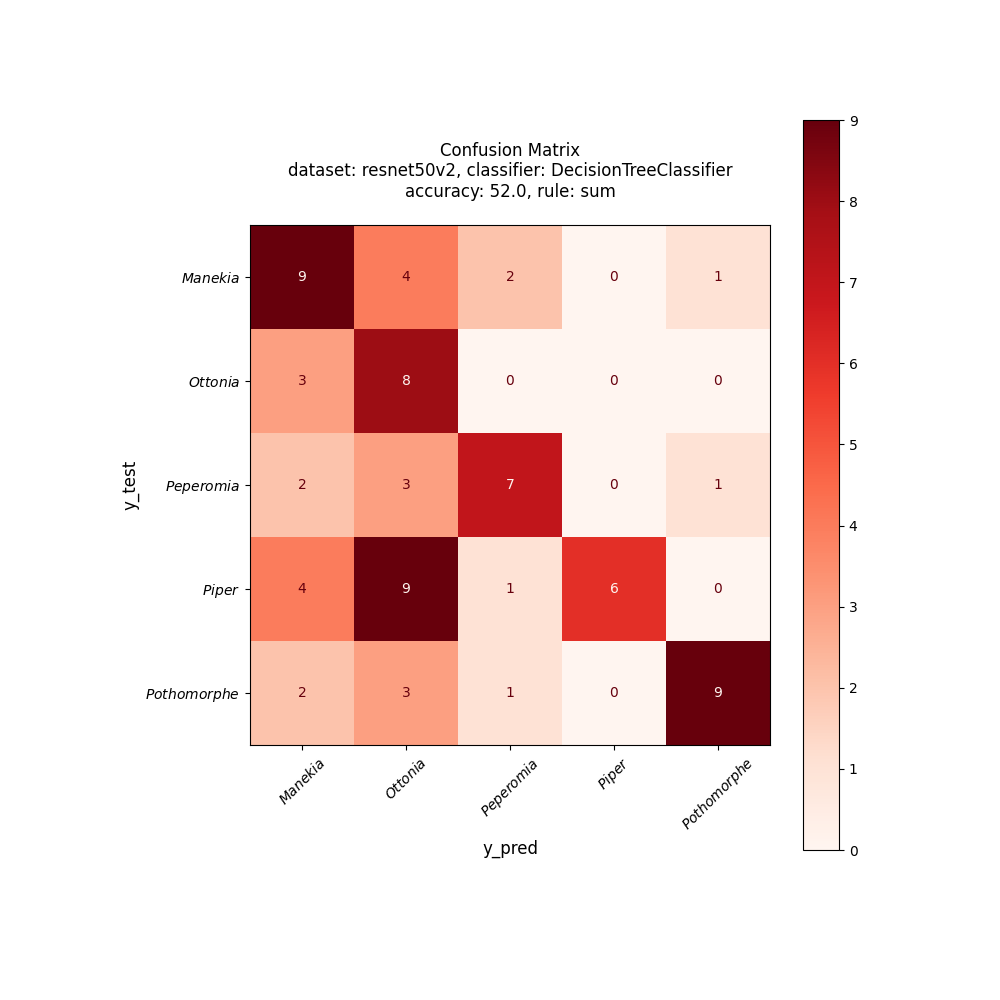 Confusion Matrix
dataset: resnet50v2, classifier: DecisionTreeClassifier
accuracy: 52.0, rule: sum
y_test
Manekia 9 4 2 0 1
Ottonia 3 8 0 0 0
Peperomia 2 3 7 0 1
Piper 4 9 1 6 0
Pothomorphe 2 3 1 0 9
Manekia Ottonia Peperomia Piper Pothomorphe
y_pred
9
8
7
6
5
4
3
2
1
0